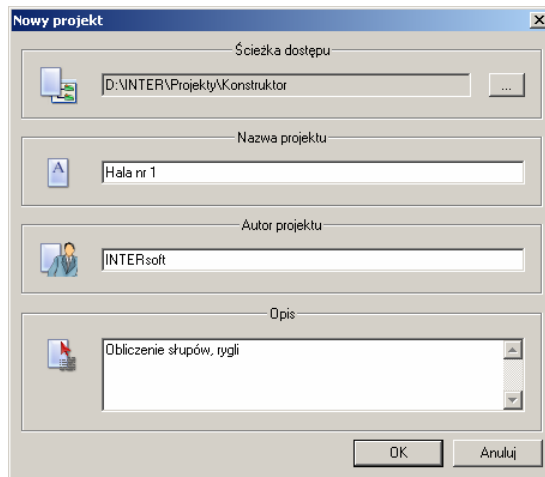 Nowy projekt
Ścieżka dostępu
D:\INTER\Projekty\Konstruktor
...
Nazwa projektu
A
Hala nr 1
Autor projektu
INTERsoft
Opis
Obliczenie słupów, rygli
OK
Anuluj